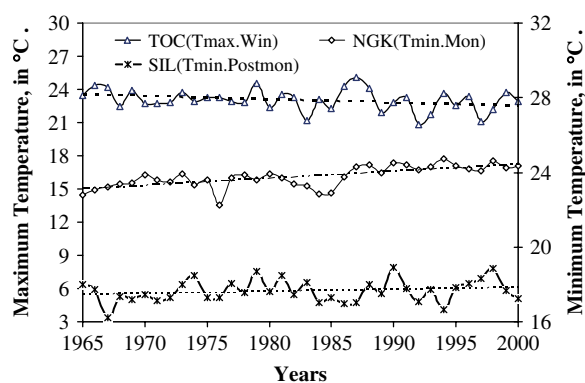 TOC(Tmax.Win) NGK(Tmin.Mon)
SIL(Tmin.Postmon)
Maximum Temperature, in °C .
30
27
24
21
18
15
12
9
6
3
Minimum Temperature, in °C .
32
28
24
20
16
1965 1970 1975 1980 1985 1990 1995 2000
Years